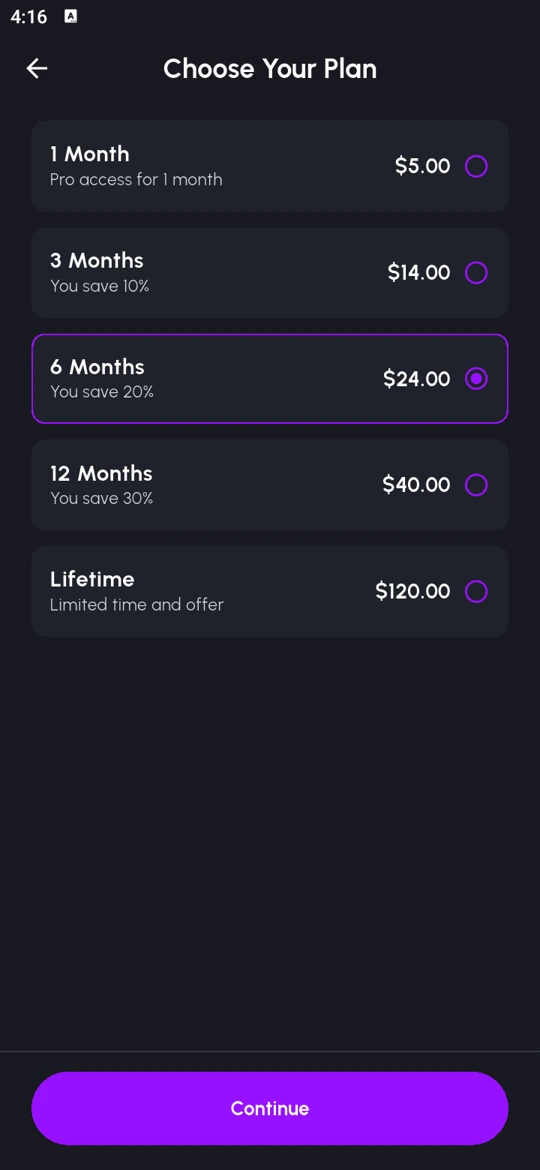 4:16
A
Choose Your Plan
1 Month
Pro access for 1 month
$5.00
3 Months
You save 10%
$14.00
6 Months
You save 20%
$24.00
12 Months
You save 30%
$40.00
Lifetime
Limited time and offer
$120.00
Continue